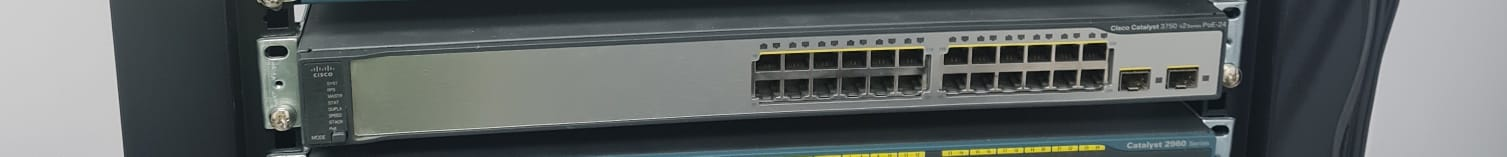 Cisco Catalyst 3750 v2 Series PoE-24
CISCO
SYST
RPS
MASTR
STAT
DUPLX
SPEED
STACK
PoE
MODE
Catalyst 2960 Series